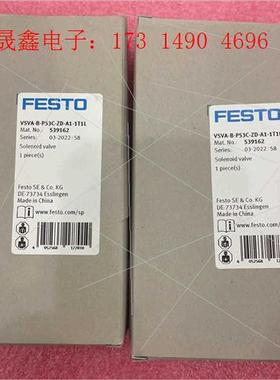 晟鑫电子：173 1490 4696
FESTO
VSVA-B-P53C-ZD-A1-1T1L
Mat. No. 539162
Series: 03-2022: S8
Solenoid valve
1 piece(s)
Festo SE & Co. KG
DE-73734 Esslingen
Made in China
www.festo.com/sp
FESTO
VSVA-B-P53C-ZD-A1-1T1L
Mat. No. 539162
Series: 03-2022: S8
Solenoid valve
1 piece(s)
Festo SE & Co. KG
DE-73734 Esslingen
Made in China
www.festo.com/sp